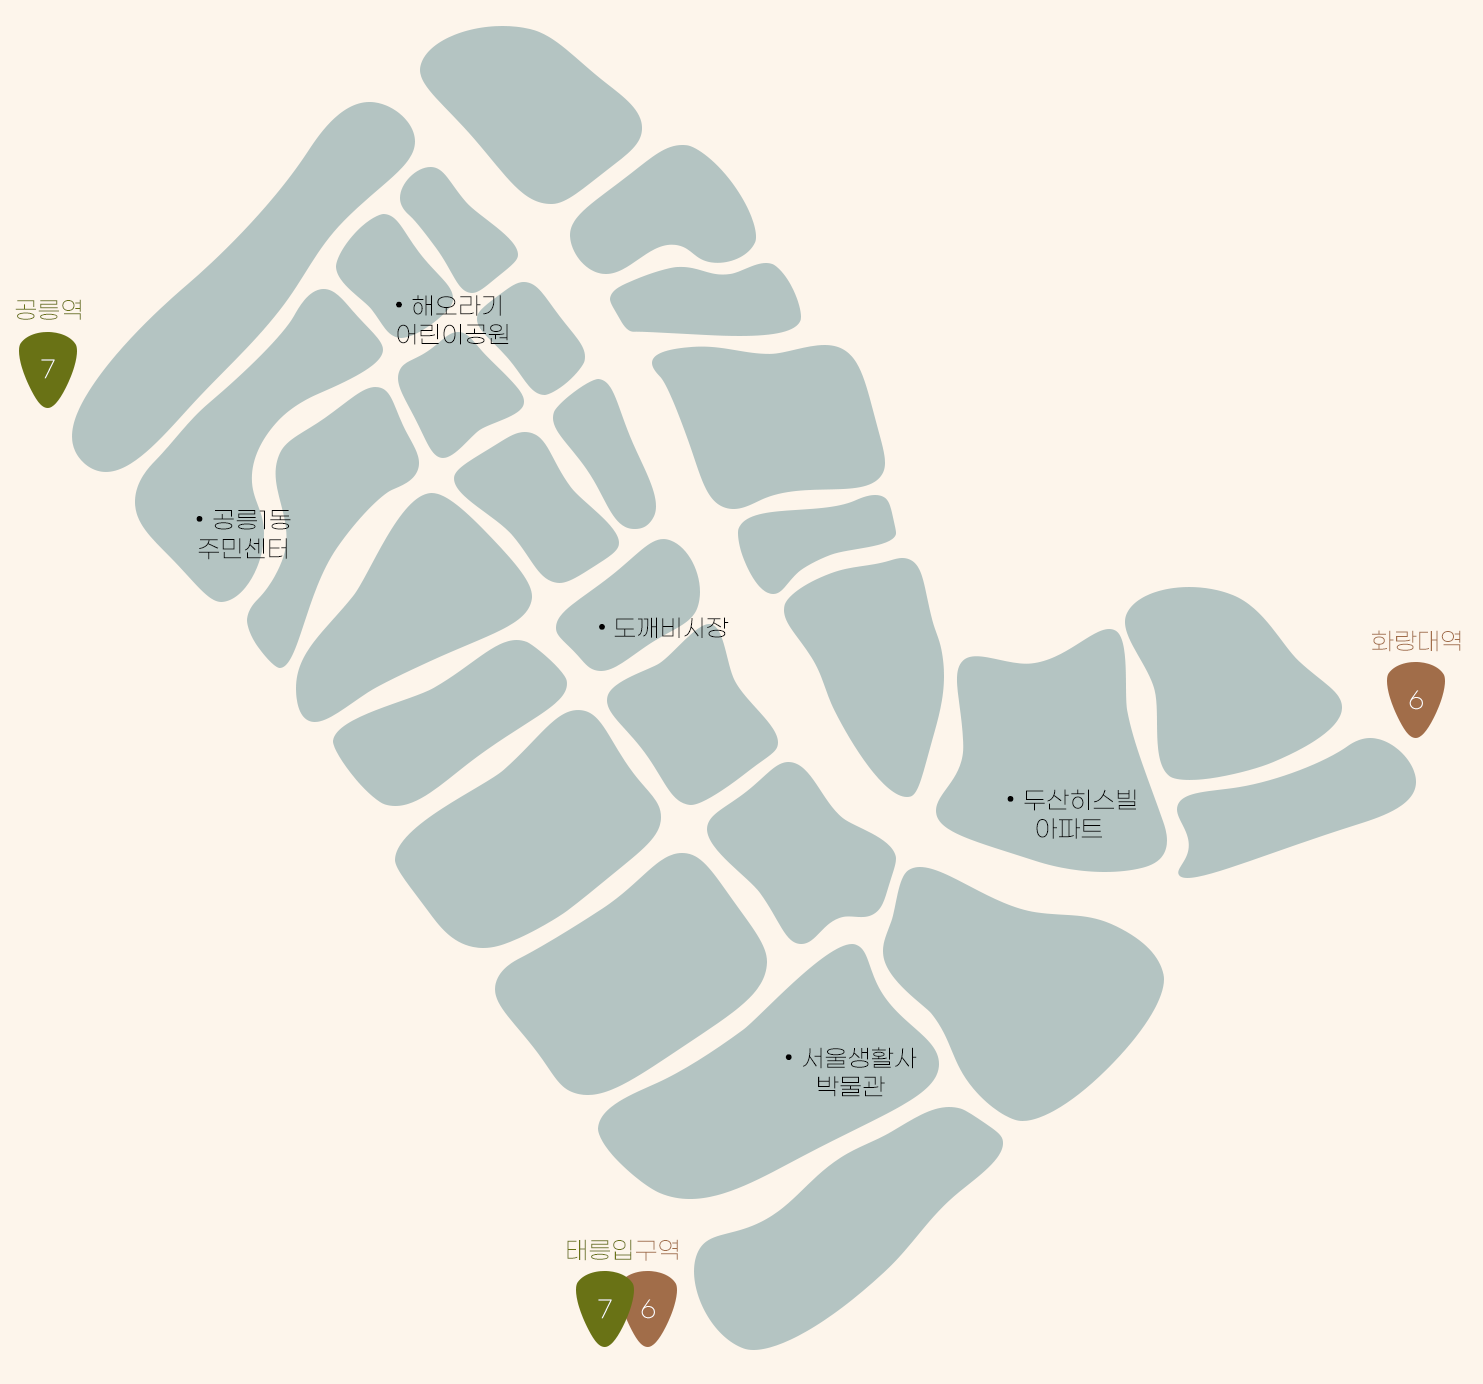 공릉역
7
• 해오라기
어린이공원
• 공릉1동
주민센터
• 도깨비시장
화랑대역
6
• 두산히스빌
아파트
• 서울생활사
박물관
태릉입구역
7 6